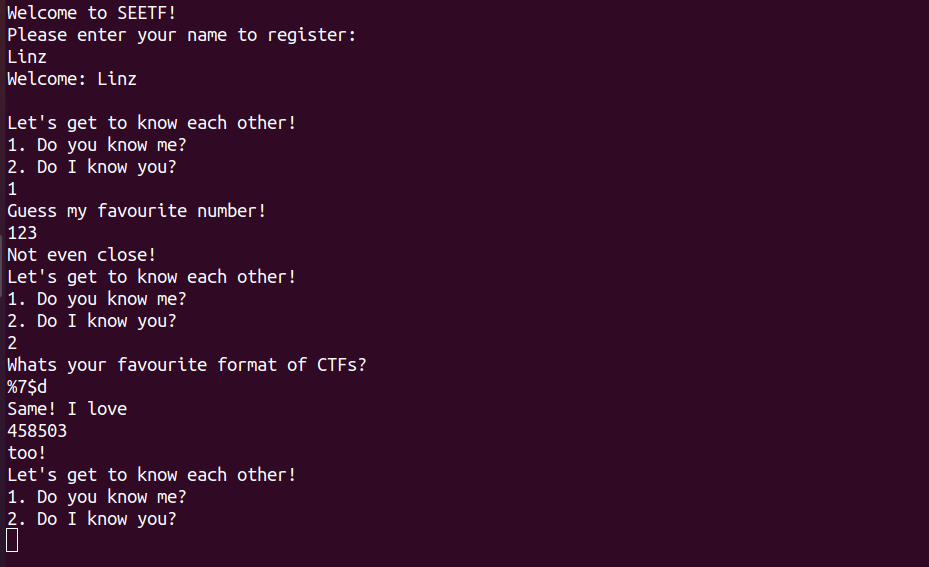 Welcome to SEETF!
Please enter your name to register:
Linz
Welcome: Linz
Let's get to know each other!
1. Do you know me?
2. Do I know you?
1
Guess my favourite number!
123
Not even close!
Let's get to know each other!
1. Do you know me?
2. Do I know you?
2
Whats your favourite format of CTFs?
%7$d
Same! I love
458503
too!
Let's get to know each other!
1. Do you know me?
2. Do I know you?